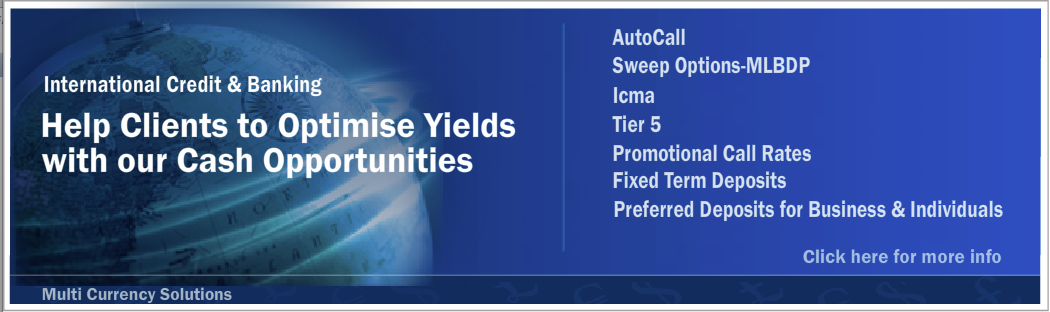 International Credit & Banking
Help Clients to Optimise Yields
with our Cash Opportunities
AutoCall
Sweep Options-MLBDP
Icma
Tier 5
Promotional Call Rates
Fixed Term Deposits
Preferred Deposits for Business & Individuals
Click here for more info
Multi Currency Solutions